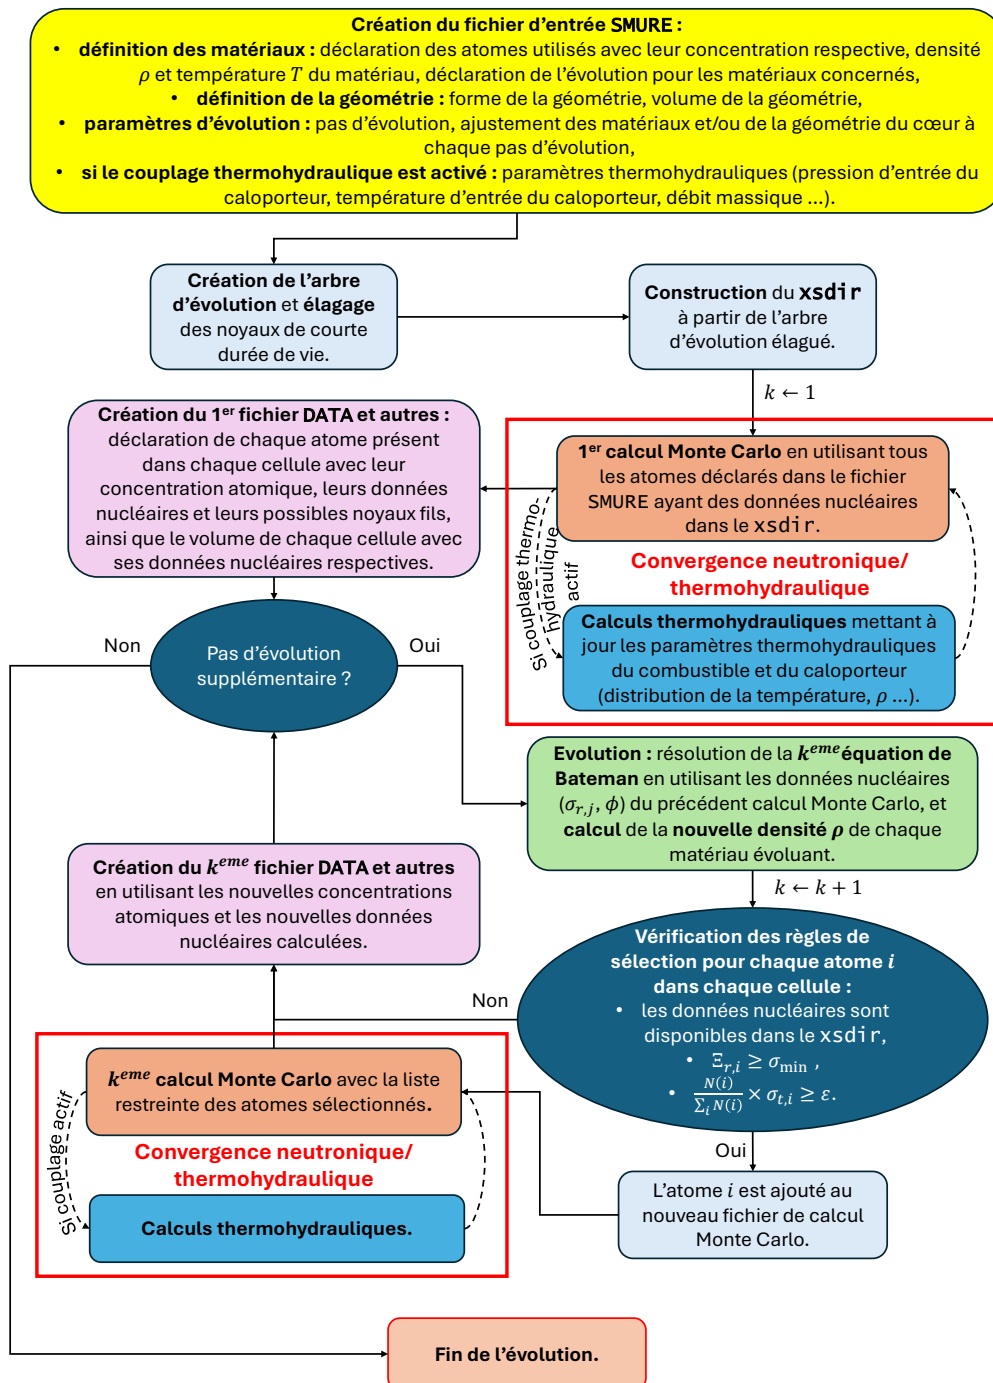 Création du fichier d'entrée SMURE :
• définition des matériaux : déclaration des atomes utilisés avec leur concentration respective, densité
ρ et température T du matériau, déclaration de l'évolution pour les matériaux concernés,
• définition de la géométrie : forme de la géométrie, volume de la géométrie,
• paramètres d'évolution : pas d'évolution, ajustement des matériaux et/ou de la géométrie du cœur à
chaque pas d'évolution,
• si le couplage thermohydraulique est activé : paramètres thermohydrauliques (pression d'entrée du
caloporteur, température d'entrée du caloporteur, débit massique ...).
Création de l'arbre
d'évolution et élagage
des noyaux de courte
durée de vie.
Construction du xsdir
à partir de l'arbre
d'évolution élagué.
k ← 1
Création du 1er fichier DATA et autres :
déclaration de chaque atome présent
dans chaque cellule avec leur
concentration atomique, leurs données
nucléaires et leurs possibles noyaux fils,
ainsi que le volume de chaque cellule avec
ses données nucléaires respectives.
1er calcul Monte Carlo en utilisant tous
les atomes déclarés dans le fichier
SMURE ayant des données nucléaires
dans le xsdir.
Si couplage thermo-
hydraulique
actif
Convergence neutronique/
thermohydraulique
Calculs thermohydrauliques mettant à
jour les paramètres thermohydrauliques
du combustible et du caloporteur
(distribution de la température, ρ ...).
Non
Pas d'évolution
supplémentaire ?
Oui
Evolution : résolution de la k^eme équation de
Bateman en utilisant les données nucléaires
(σ_{r,j}, ϕ) du précédent calcul Monte Carlo, et
calcul de la nouvelle densité ρ de chaque
matériau évoluant.
k ← k + 1
Création du k^eme fichier DATA et autres
en utilisant les nouvelles concentrations
atomiques et les nouvelles données
nucléaires calculées.
Vérification des règles de
sélection pour chaque atome i
dans chaque cellule :
• les données nucléaires sont
disponibles dans le xsdir,
• Ξ_{r,i} ≥ σ_min ,
• N(i)/Σ_i N(i) × σ_{t,i} ≥ ε.
Non
Oui
k^eme calcul Monte Carlo avec la liste
restreinte des atomes sélectionnés.
Si couplage actif
Convergence neutronique/
thermohydraulique
Calculs thermohydrauliques.
L'atome i est ajouté au
nouveau fichier de calcul
Monte Carlo.
Fin de l'évolution.